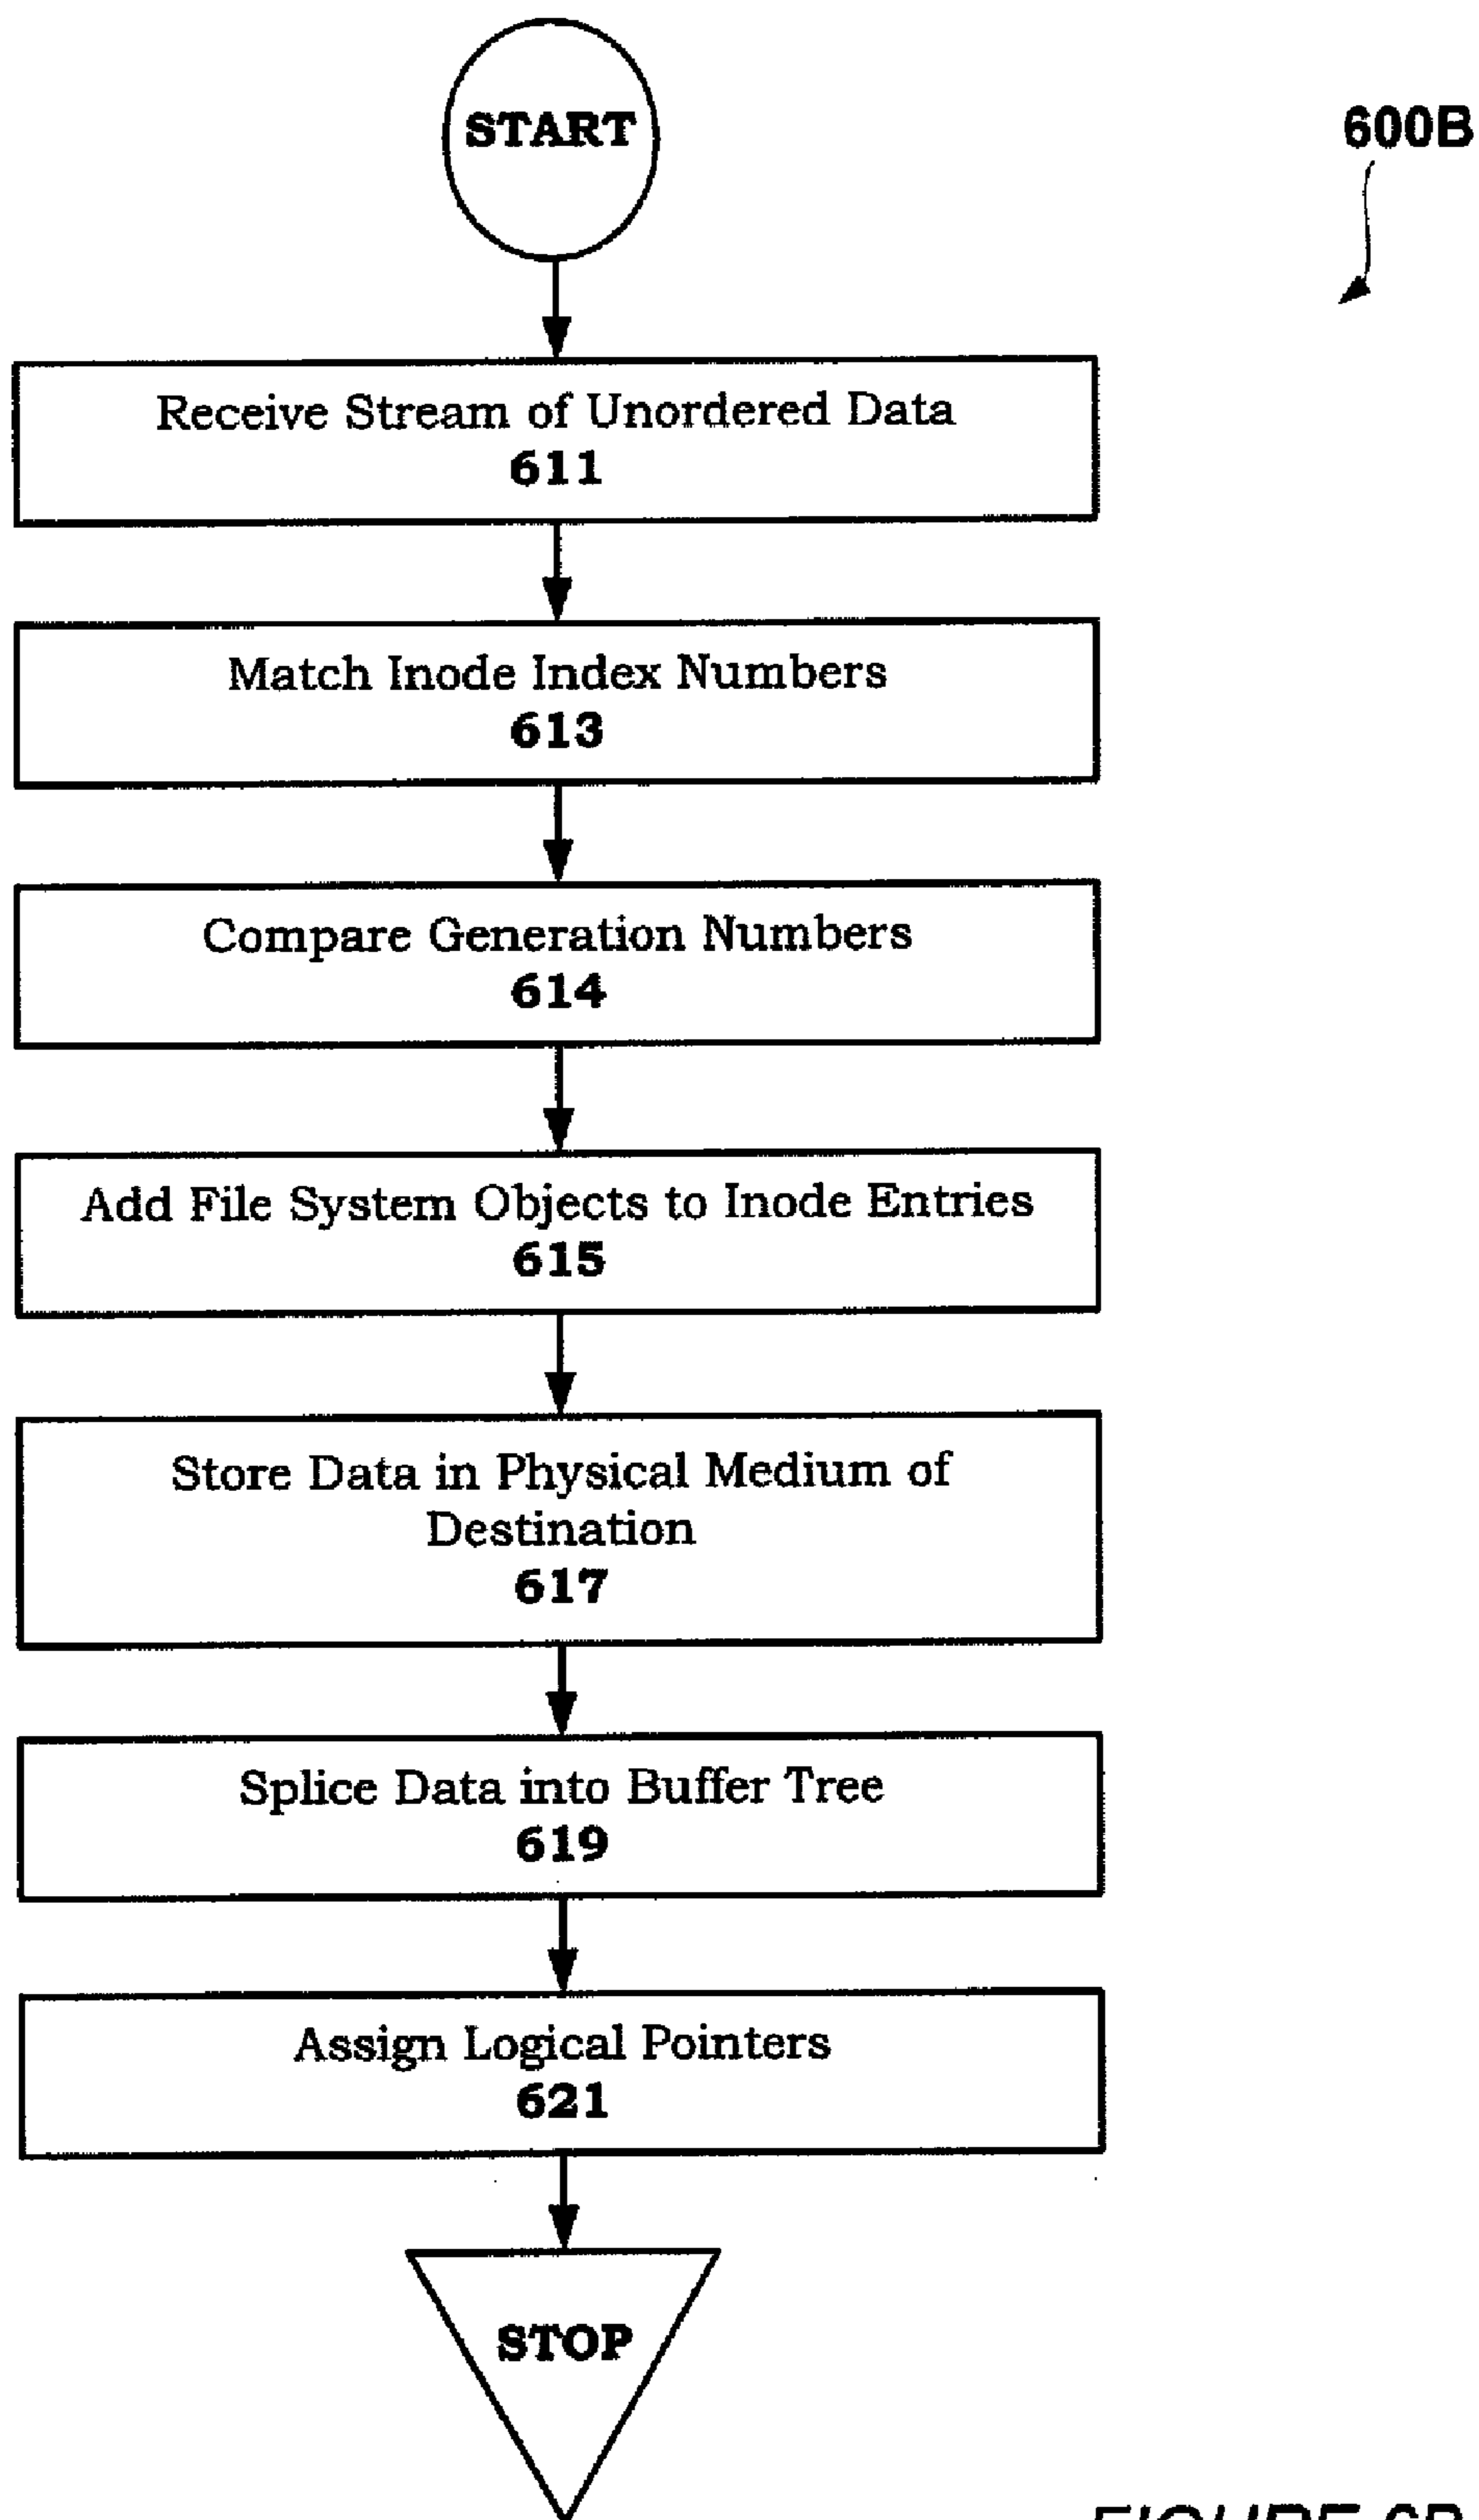 START
600B
Receive Stream of Unordered Data
611
Match Inode Index Numbers
613
Compare Generation Numbers
614
Add File System Objects to Inode Entries
615
Store Data in Physical Medium of
Destination
617
Splice Data into Buffer Tree
619
Assign Logical Pointers
621
STOP
FIGURE 6B